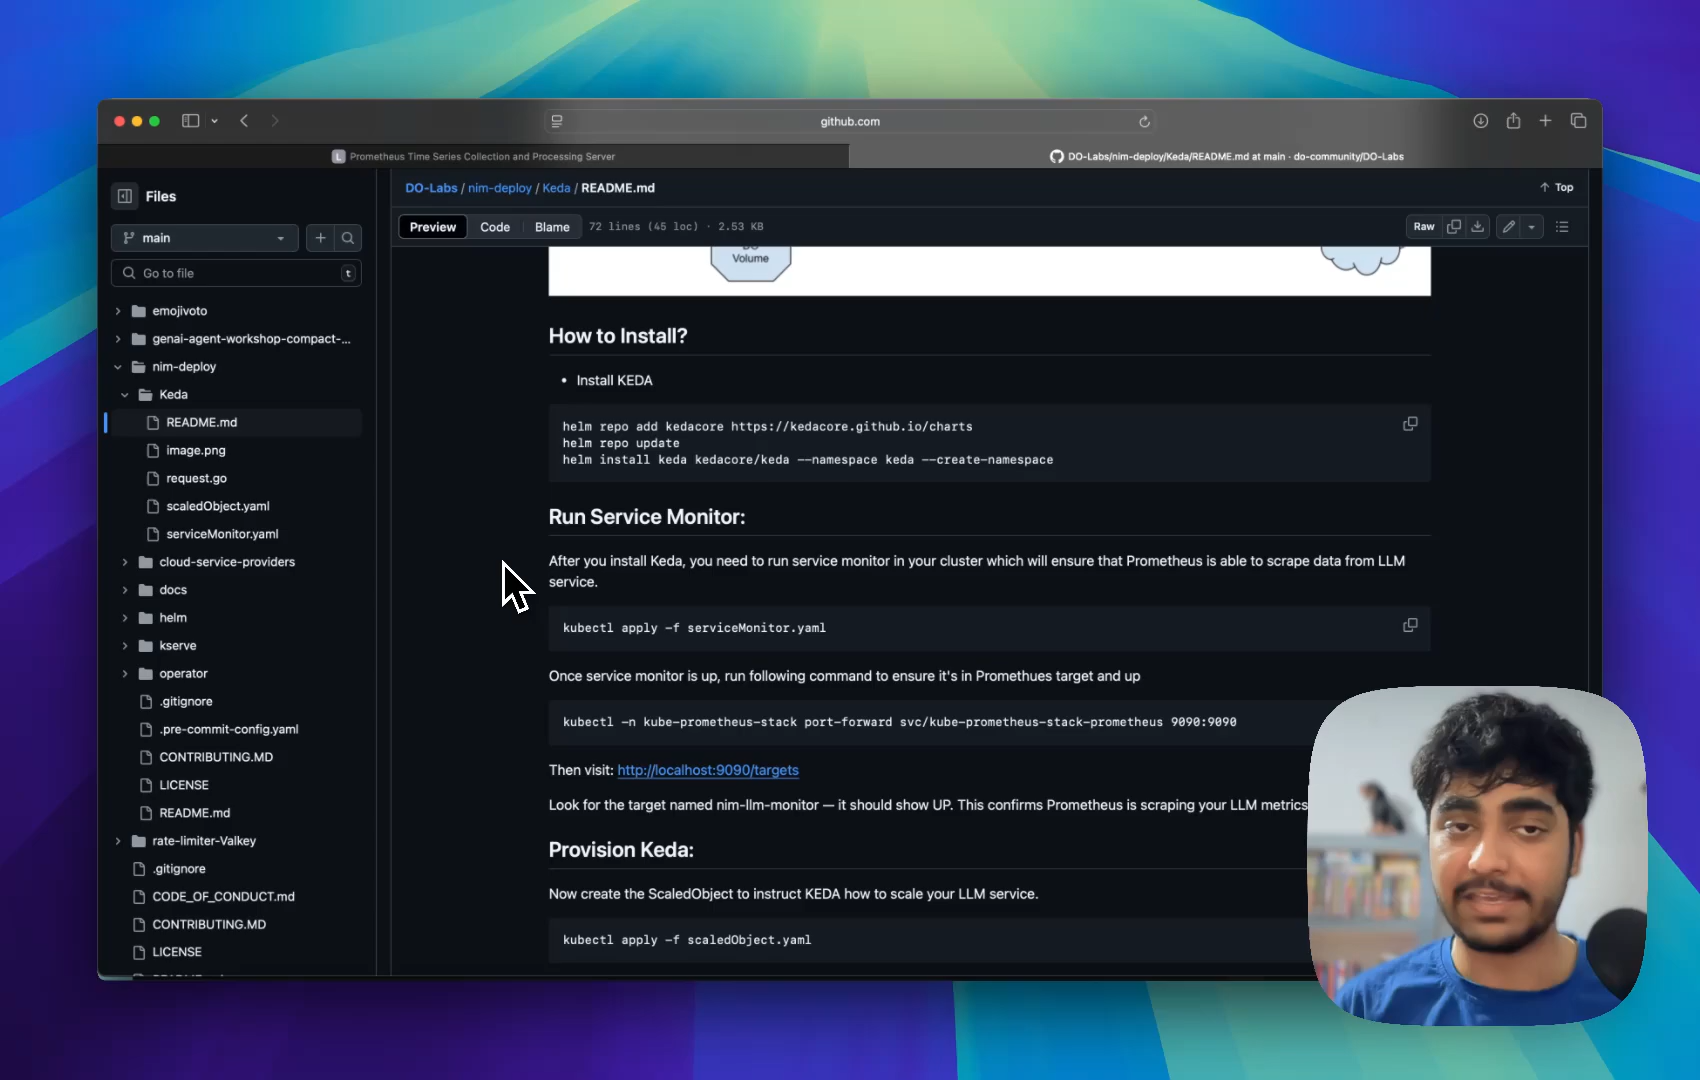 github.com
L Prometheus Time Series Collection and Processing Server
DO-Labs/nim-deploy/Keda/README.md at main · do-community/DO-Labs
Files
main
Go to file
t
emojivoto
genai-agent-workshop-compact-...
nim-deploy
Keda
README.md
image.png
request.go
scaledObject.yaml
serviceMonitor.yaml
cloud-service-providers
docs
helm
kserve
operator
.gitignore
.pre-commit-config.yaml
CONTRIBUTING.MD
LICENSE
README.md
rate-limiter-Valkey
.gitignore
CODE_OF_CONDUCT.md
CONTRIBUTING.MD
LICENSE
DO-Labs / nim-deploy / Keda / README.md
Top
Preview Code Blame 72 lines (45 loc) · 2.53 KB
Raw
Volume
How to Install?
• Install KEDA
helm repo add kedacore https://kedacore.github.io/charts
helm repo update
helm install keda kedacore/keda --namespace keda --create-namespace
Run Service Monitor:
After you install Keda, you need to run service monitor in your cluster which will ensure that Prometheus is able to scrape data from LLM
service.
kubectl apply -f serviceMonitor.yaml
Once service monitor is up, run following command to ensure it's in Promethues target and up
kubectl -n kube-prometheus-stack port-forward svc/kube-prometheus-stack-prometheus 9090:9090
Then visit: http://localhost:9090/targets
Look for the target named nim-llm-monitor — it should show UP. This confirms Prometheus is scraping your LLM metrics
Provision Keda:
Now create the ScaledObject to instruct KEDA how to scale your LLM service.
kubectl apply -f scaledObject.yaml